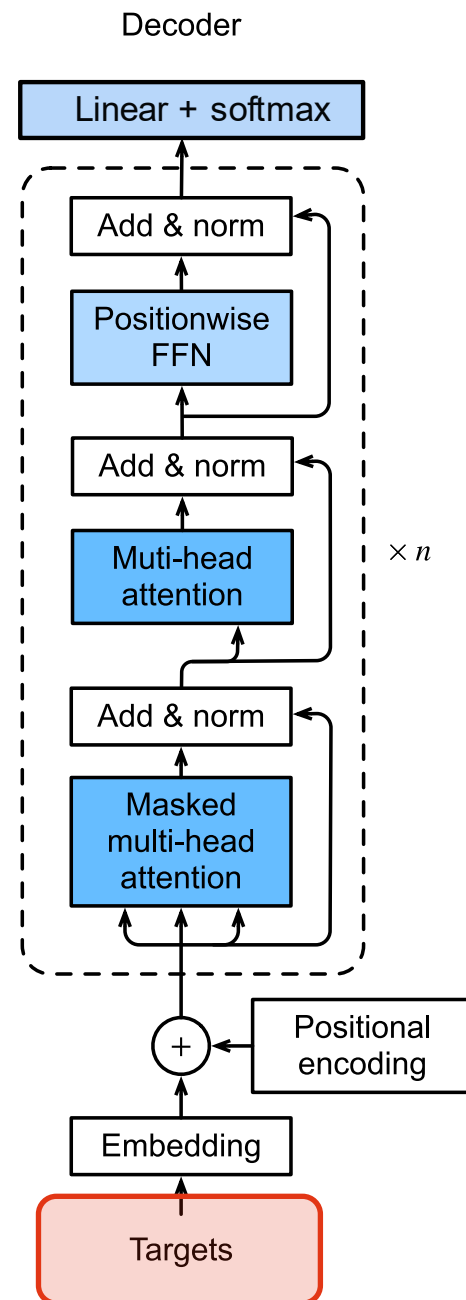 Decoder
Linear + softmax
Add & norm
Positionwise
FFN
Add & norm
Muti-head
attention
× n
Add & norm
Masked
multi-head
attention
+
Positional
encoding
Embedding
Targets